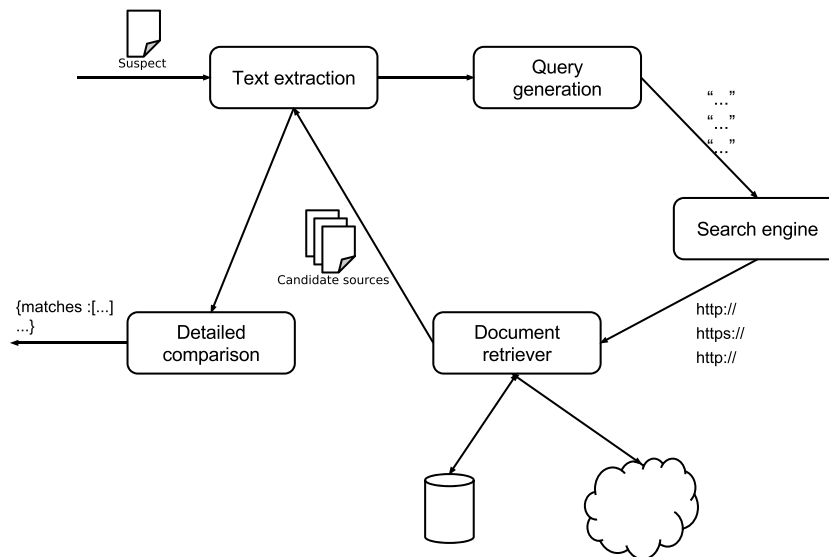 Suspect
Text extraction
Query
generation
“...”
“...”
“...”
Search engine
Candidate sources
{matches :[...]
...}
Detailed
comparison
Document
retriever
http://
https://
http://